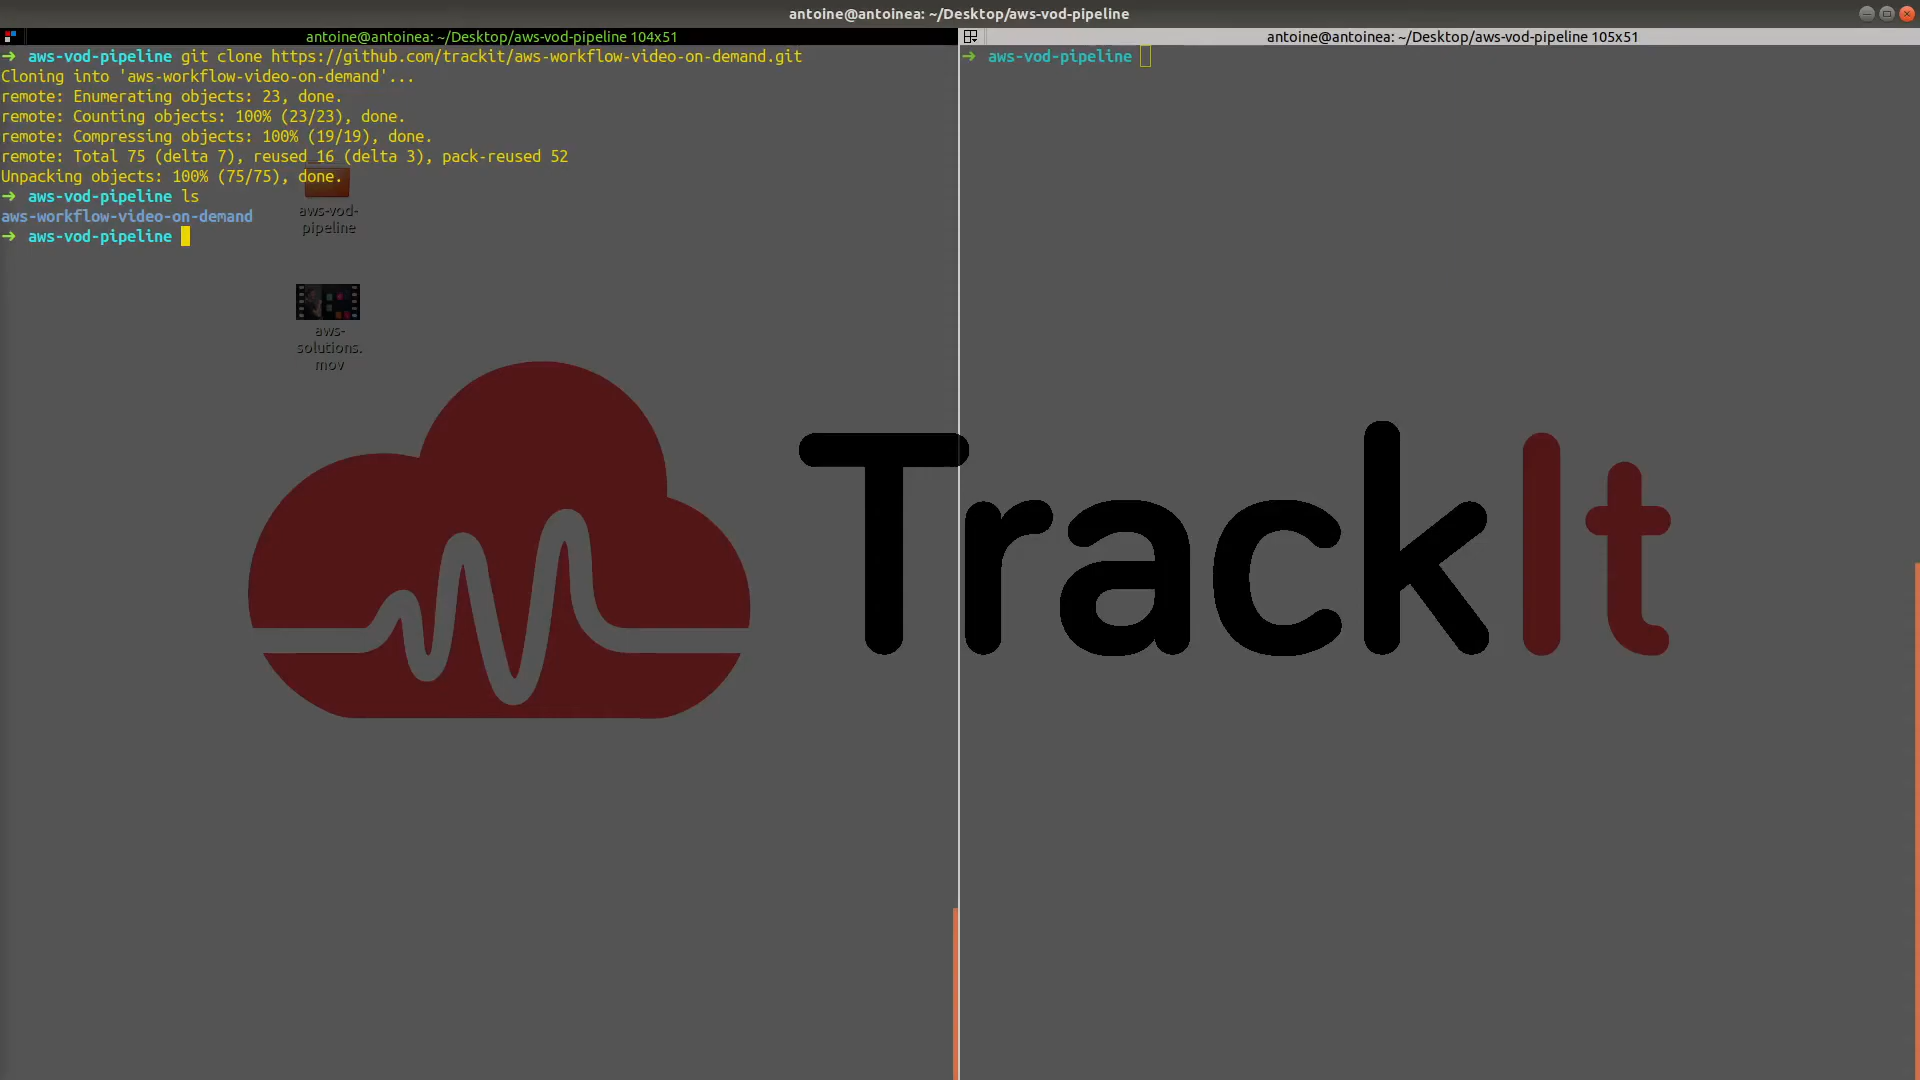 antoine@antoinea: ~/Desktop/aws-vod-pipeline
antoine@antoinea: ~/Desktop/aws-vod-pipeline 104x51
➜ aws-vod-pipeline git clone https://github.com/trackit/aws-workflow-video-on-demand.git
Cloning into 'aws-workflow-video-on-demand'...
remote: Enumerating objects: 23, done.
remote: Counting objects: 100% (23/23), done.
remote: Compressing objects: 100% (19/19), done.
remote: Total 75 (delta 7), reused 16 (delta 3), pack-reused 52
Unpacking objects: 100% (75/75), done.
➜ aws-vod-pipeline ls
aws-workflow-video-on-demand
➜ aws-vod-pipeline
aws-vod-
pipeline
aws-
solutions.
mov
antoine@antoinea: ~/Desktop/aws-vod-pipeline 105x51
➜ aws-vod-pipeline
TrackIt